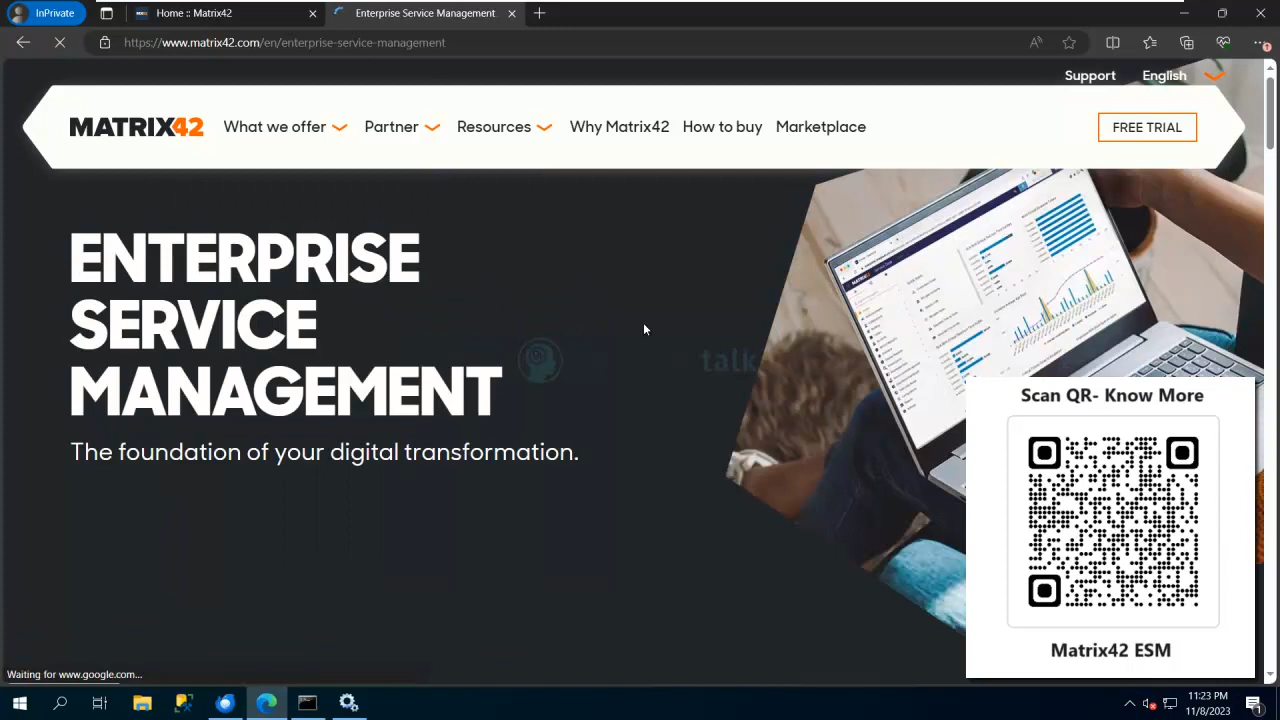 InPrivate
Home :: Matrix42
Enterprise Service Management
https://www.matrix42.com/en/enterprise-service-management
Support
English
MATRIX42
What we offer
Partner
Resources
Why Matrix42
How to buy
Marketplace
FREE TRIAL
ENTERPRISE
SERVICE
MANAGEMENT
The foundation of your digital transformation.
talk
Scan QR- Know More
Matrix42 ESM
Waiting for www.google.com...
11:23 PM
11/8/2023
1